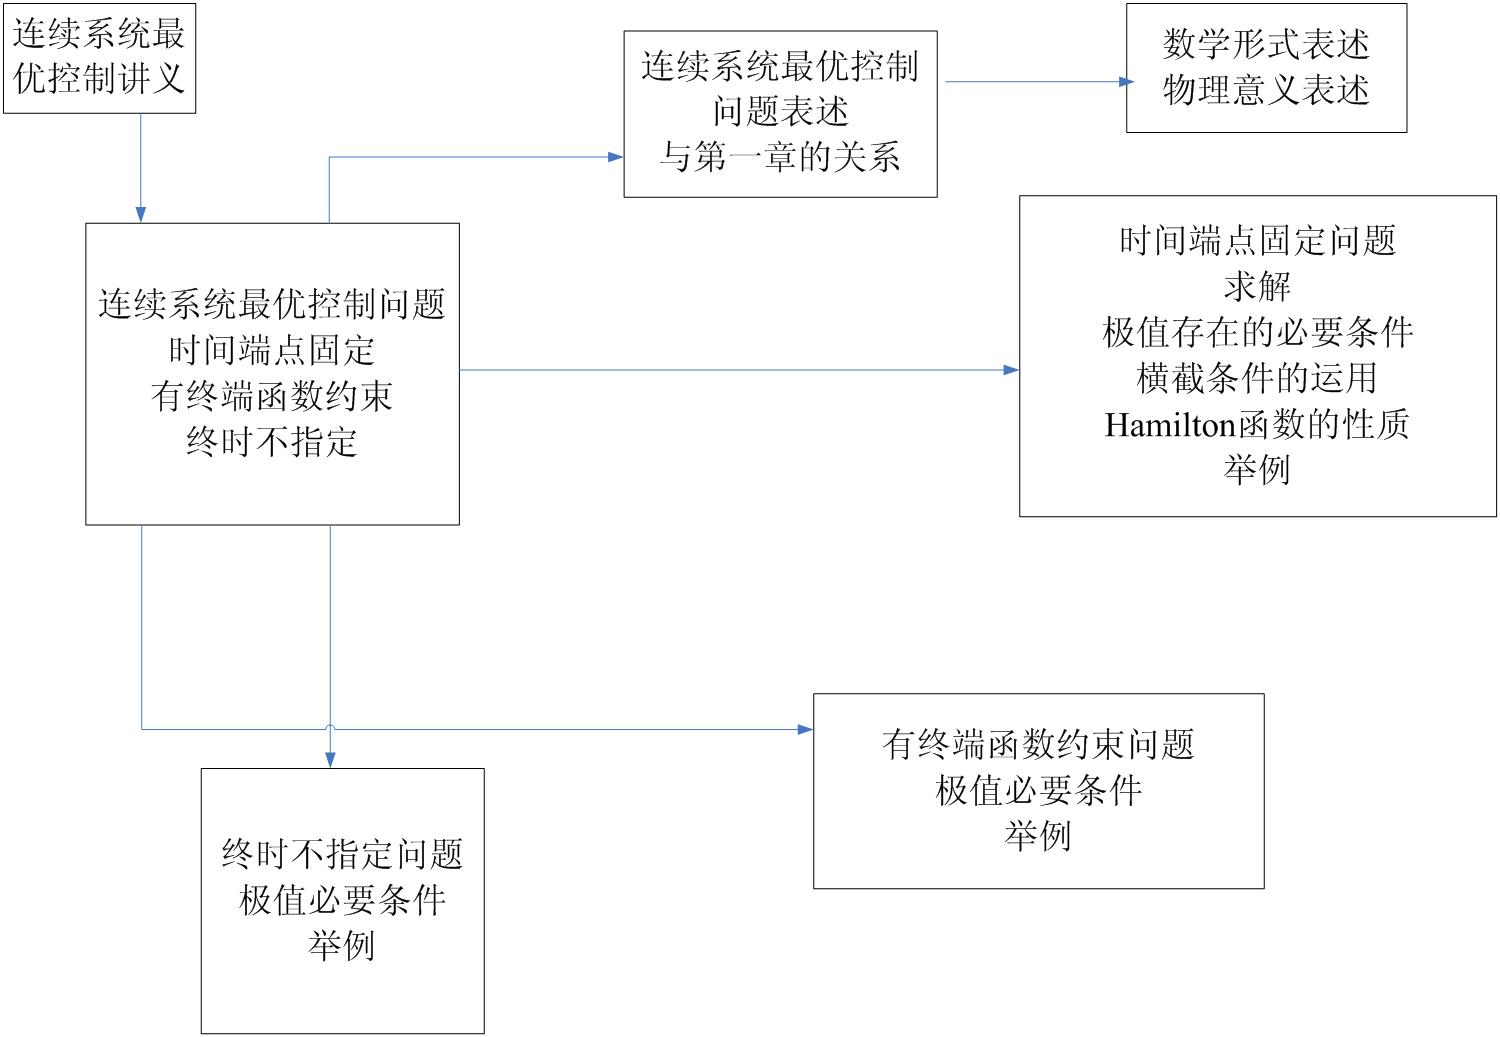 连续系统最
优控制讲义
连续系统最优控制
问题表述
与第一章的关系
数学形式表述
物理意义表述
连续系统最优控制问题
时间端点固定
有终端函数约束
终时不指定
时间端点固定问题
求解
极值存在的必要条件
横截条件的运用
Hamilton函数的性质
举例
有终端函数约束问题
极值必要条件
举例
终时不指定问题
极值必要条件
举例